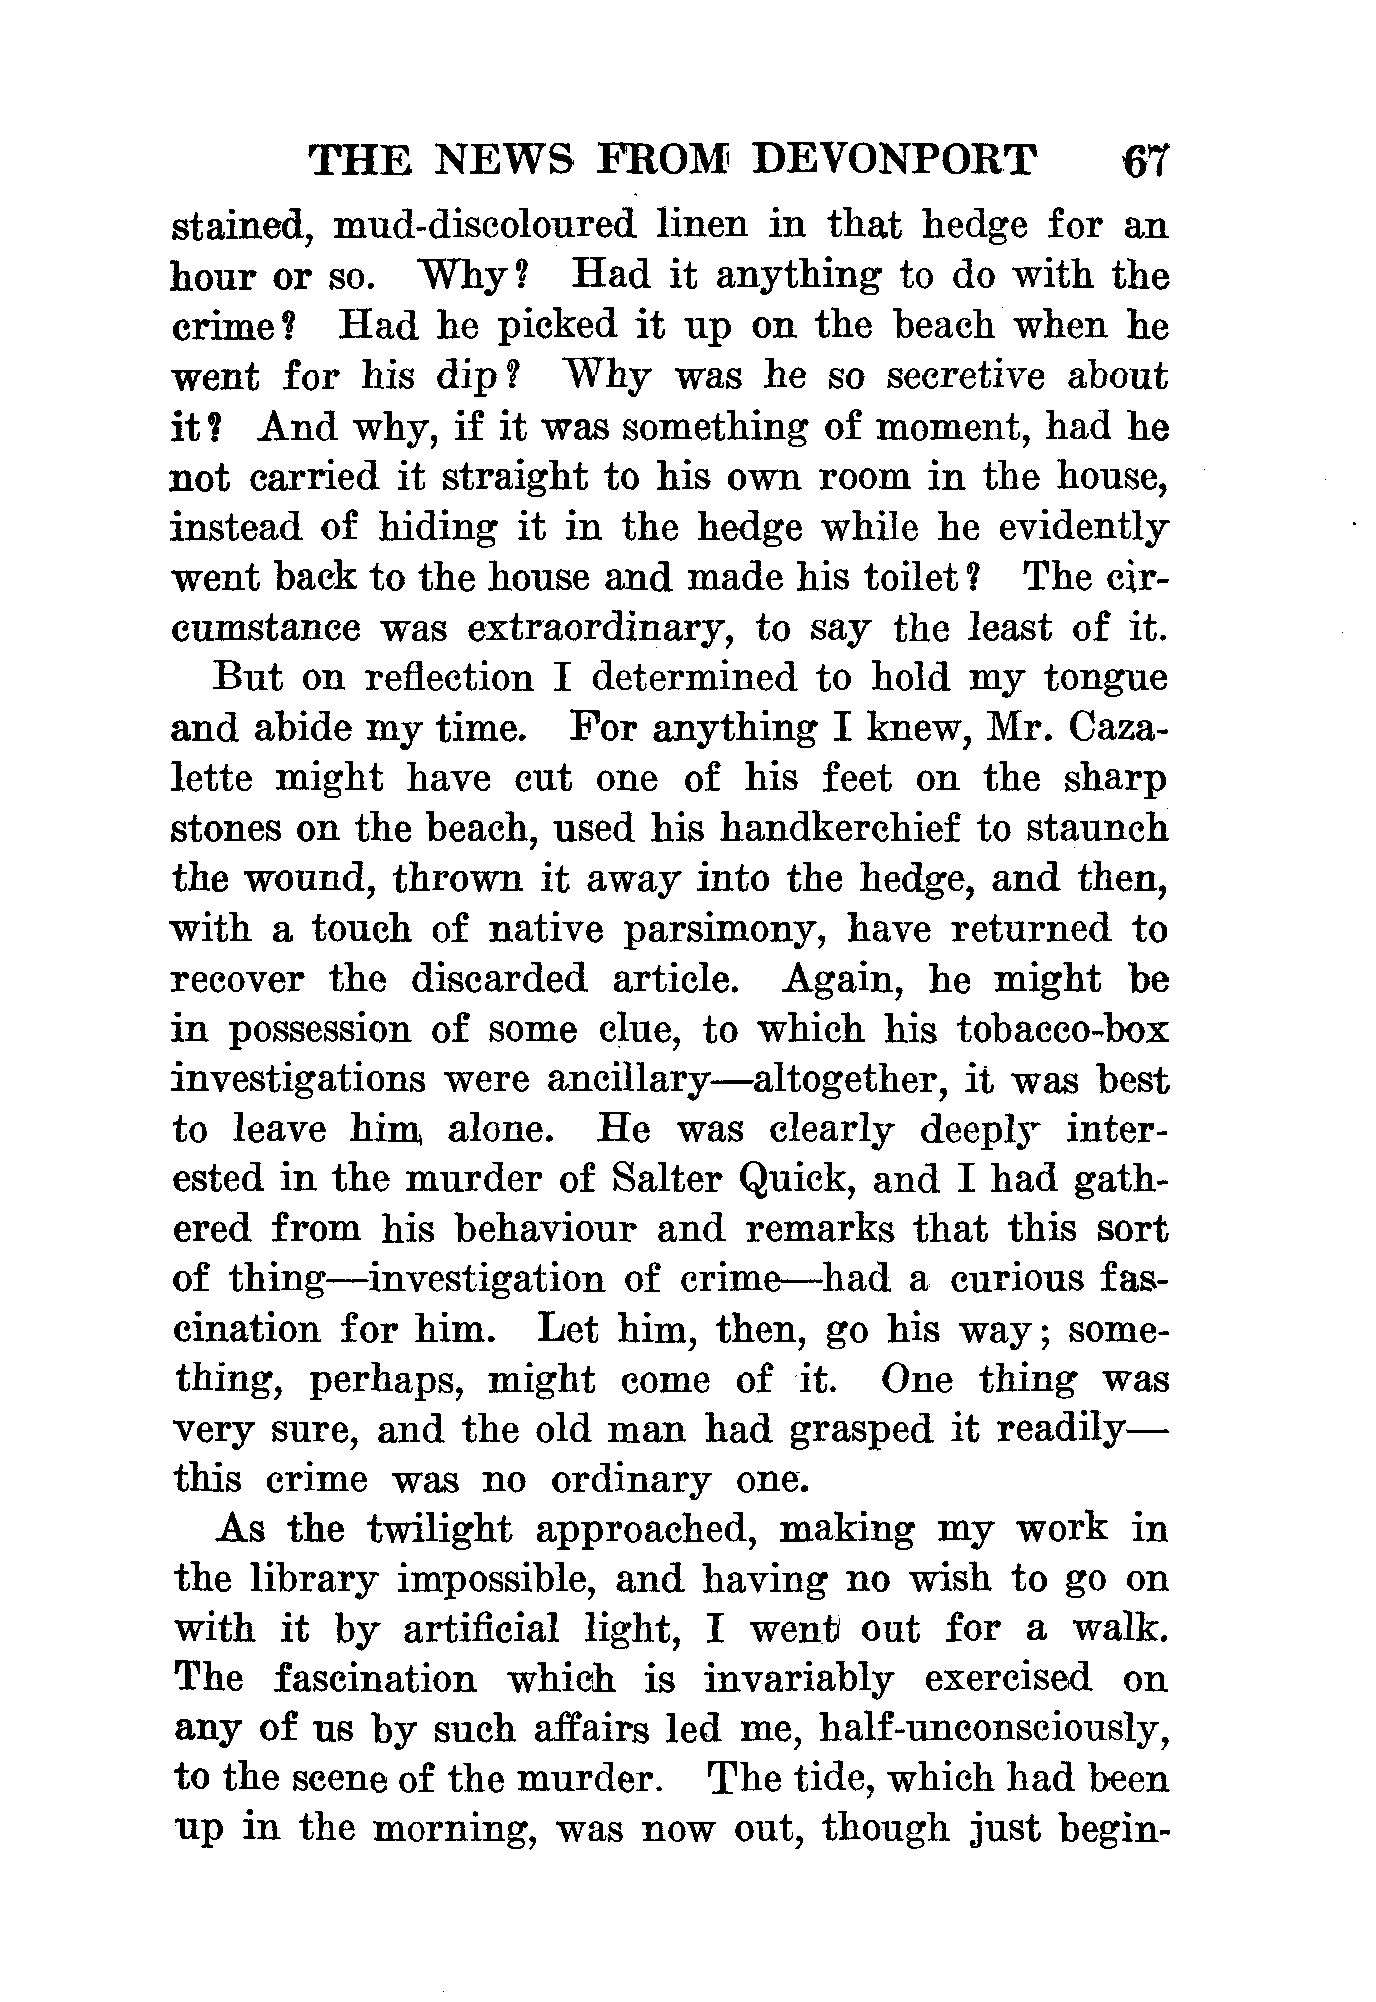 THE NEWS FROM DEVONPORT 67
stained, mud-discoloured linen in that hedge for an
hour or so. Why? Had it anything to do with the
crime? Had he picked it up on the beach when he
went for his dip? Why was he so secretive about
it? And why, if it was something of moment, had he
not carried it straight to his own room in the house,
instead of hiding it in the hedge while he evidently
went back to the house and made his toilet? The cir-
cumstance was extraordinary, to say the least of it.
But on reflection I determined to hold my tongue
and abide my time. For anything I knew, Mr. Caza-
lette might have cut one of his feet on the sharp
stones on the beach, used his handkerchief to staunch
the wound, thrown it away into the hedge, and then,
with a touch of native parsimony, have returned to
recover the discarded article. Again, he might be
in possession of some clue, to which his tobacco-box
investigations were ancillary—altogether, it was best
to leave him alone. He was clearly deeply inter-
ested in the murder of Salter Quick, and I had gath-
ered from his behaviour and remarks that this sort
of thing—investigation of crime—had a curious fas-
cination for him. Let him, then, go his way; some-
thing, perhaps, might come of it. One thing was
very sure, and the old man had grasped it readily—
this crime was no ordinary one.
As the twilight approached, making my work in
the library impossible, and having no wish to go on
with it by artificial light, I went out for a walk.
The fascination which is invariably exercised on
any of us by such affairs led me, half-unconsciously,
to the scene of the murder. The tide, which had been
up in the morning, was now out, though just begin-